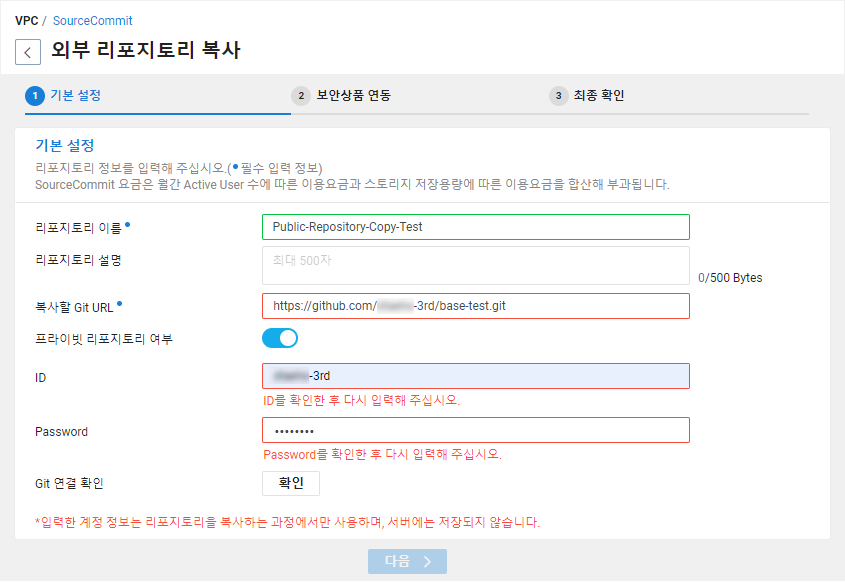 VPC / SourceCommit
외부 리포지토리 복사
1 기본 설정 2 보안상품 연동 3 최종 확인
기본 설정
리포지토리 정보를 입력해 주십시오.(• 필수 입력 정보)
SourceCommit 요금은 월간 Active User 수에 따른 이용요금과 스토리지 저장용량에 따른 이용요금을 합산해 부과됩니다.
리포지토리 이름• Public-Repository-Copy-Test
리포지토리 설명 최대 500자
0/500 Bytes
복사할 Git URL• https://github.com/ -3rd/base-test.git
프라이빗 리포지토리 여부
ID -3rd
ID를 확인한 후 다시 입력해 주십시오.
Password ••••••••
Password를 확인한 후 다시 입력해 주십시오.
Git 연결 확인 확인
*입력한 계정 정보는 리포지토리을 복사하는 과정에서만 사용하며, 서버에는 저장되지 않습니다.
다음 >